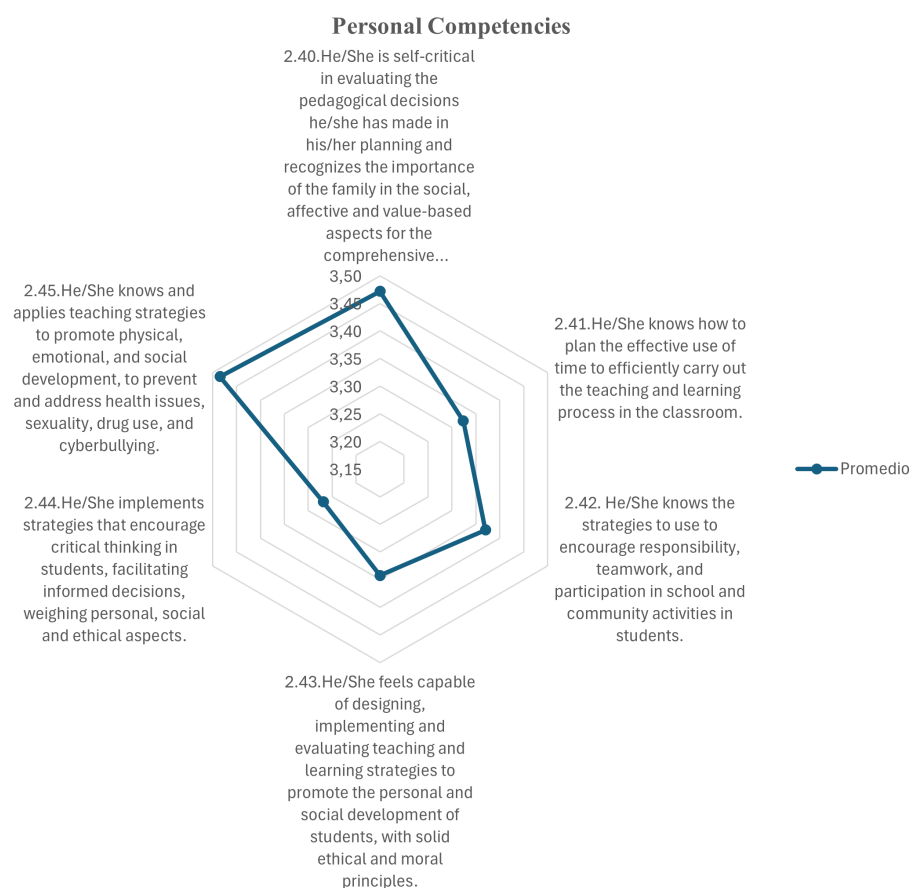 Personal Competencies
2.40.He/She is self-critical
in evaluating the
pedagogical decisions
he/she has made in
his/her planning and
recognizes the importance
of the family in the social,
affective and value-based
aspects for the
comprehensive...
3,50
3,45
3,40
3,35
3,30
3,25
3,20
3,15
2.41.He/She knows how to
plan the effective use of
time to efficiently carry out
the teaching and learning
process in the classroom.
2.42. He/She knows the
strategies to use to
encourage responsibility,
teamwork, and
participation in school and
community activities in
students.
2.43.He/She feels capable
of designing,
implementing and
evaluating teaching and
learning strategies to
promote the personal and
social development of
students, with solid
ethical and moral
principles.
2.44.He/She implements
strategies that encourage
critical thinking in
students, facilitating
informed decisions,
weighing personal, social
and ethical aspects.
2.45.He/She knows and
applies teaching strategies
to promote physical,
emotional, and social
development, to prevent
and address health issues,
sexuality, drug use, and
cyberbullying.
Promedio